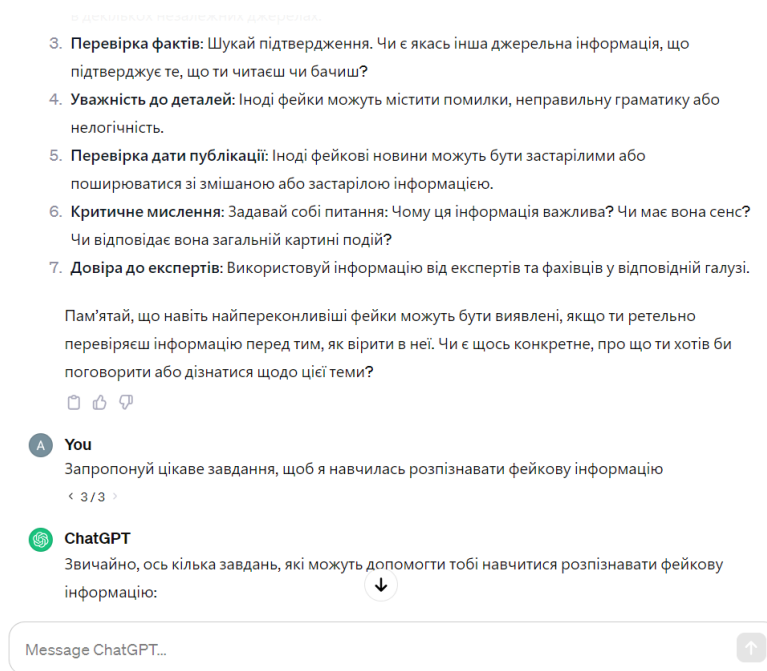 в декількох незалежних джерелах.
3. Перевірка фактів: Шукай підтвердження. Чи є якась інша джерельна інформація, що
підтверджує те, що ти читаєш чи бачиш?
4. Уважність до деталей: Іноді фейки можуть містити помилки, неправильну граматику або
нелогічність.
5. Перевірка дати публікації: Іноді фейкові новини можуть бути застарілими або
поширюватися зі змішаною або застарілою інформацією.
6. Критичне мислення: Задавай собі питання: Чому ця інформація важлива? Чи має вона сенс?
Чи відповідає вона загальній картині подій?
7. Довіра до експертів: Використовуй інформацію від експертів та фахівців у відповідній галузі.
Пам’ятай, що навіть найпереконливіші фейки можуть бути виявлені, якщо ти ретельно
перевіряєш інформацію перед тим, як вірити в неї. Чи є щось конкретне, про що ти хотів би
поговорити або дізнатися щодо цієї теми?
A You
Запропонуй цікаве завдання, щоб я навчилась розпізнавати фейкову інформацію
‹ 3/3 ›
ChatGPT
Звичайно, ось кілька завдань, які можуть допомогти тобі навчитися розпізнавати фейкову
інформацію:
Message ChatGPT...